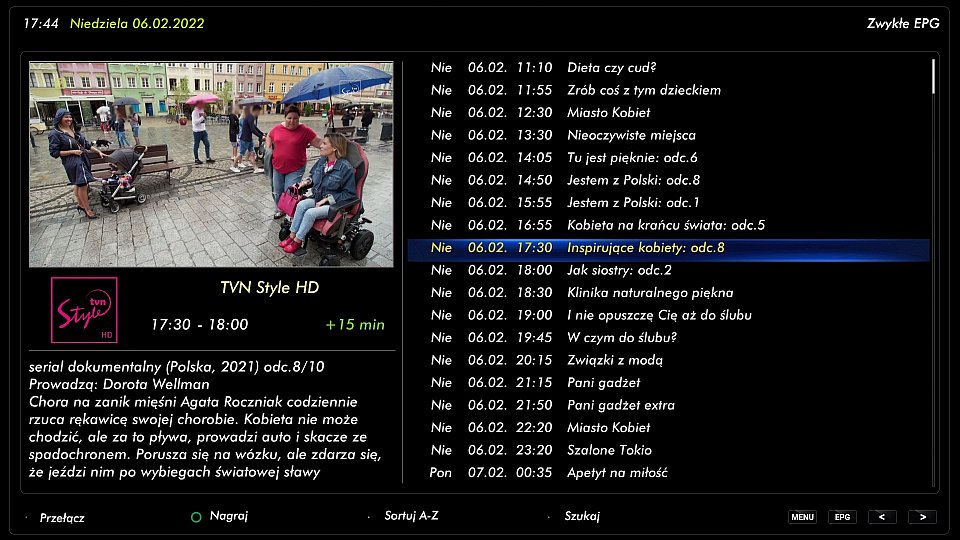 17:44 Niedziela 06.02.2022
Zwykłe EPG
tvn
Style
HD
TVN Style HD
17:30 - 18:00 +15 min
serial dokumentalny (Polska, 2021) odc.8/10
Prowadzą: Dorota Wellman
Chora na zanik mięśni Agata Roczniak codziennie
rzuca rękawicę swojej chorobie. Kobieta nie może
chodzić, ale za to pływa, prowadzi auto i skacze ze
spadochronem. Porusza się na wózku, ale zdarza się,
że jeździ nim po wybiegach światowej sławy
Nie 06.02. 11:10 Dieta czy cud?
Nie 06.02. 11:55 Zrób coś z tym dzieckiem
Nie 06.02. 12:30 Miasto Kobiet
Nie 06.02. 13:30 Nieoczywiste miejsca
Nie 06.02. 14:05 Tu jest pięknie: odc.6
Nie 06.02. 14:50 Jestem z Polski: odc.8
Nie 06.02. 15:55 Jestem z Polski: odc.1
Nie 06.02. 16:55 Kobieta na krańcu świata: odc.5
Nie 06.02. 17:30 Inspirujące kobiety: odc.8
Nie 06.02. 18:00 Jak siostry: odc.2
Nie 06.02. 18:30 Klinika naturalnego piękna
Nie 06.02. 19:00 I nie opuszczę Cię aż do ślubu
Nie 06.02. 19:45 W czym do ślubu?
Nie 06.02. 20:15 Związki z modą
Nie 06.02. 21:15 Pani gadżet
Nie 06.02. 21:50 Pani gadżet extra
Nie 06.02. 22:20 Miasto Kobiet
Nie 06.02. 23:20 Szalone Tokio
Pon 07.02. 00:35 Apetyt na miłość
Przełącz
Nagraj
Sortuj A-Z
Szukaj
MENU EPG < >